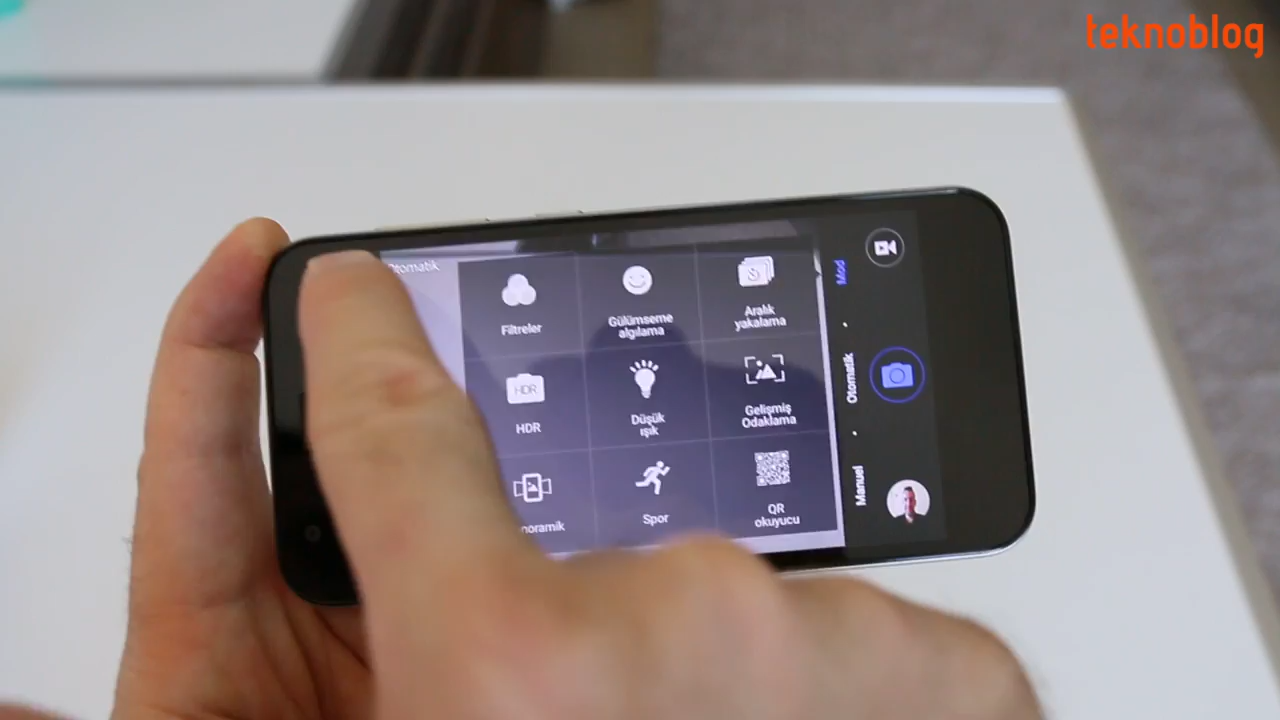 teknoblog
Otomatik
Filtreler
Gülümseme
algılama
Aralık
yakalama
HDR
HDR
Düşük
ışık
Gelişmiş
Odaklama
noramik
Spor
QR
okuyucu
Mod
Otomatik
Manuel